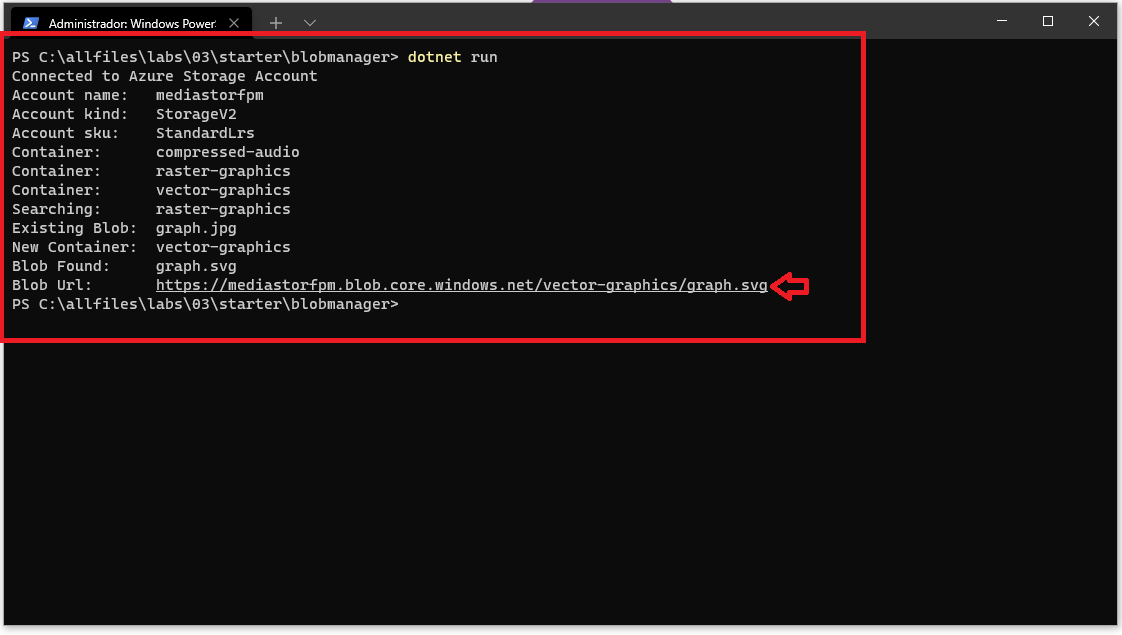 Administrador: Windows Power
PS C:\allfiles\labs\03\starter\blobmanager> dotnet run
Connected to Azure Storage Account
Account name:   mediastorfpm
Account kind:   StorageV2
Account sku:    StandardLrs
Container:      compressed-audio
Container:      raster-graphics
Container:      vector-graphics
Searching:      raster-graphics
Existing Blob:  graph.jpg
New Container:  vector-graphics
Blob Found:     graph.svg
Blob Url:       https://mediastorfpm.blob.core.windows.net/vector-graphics/graph.svg
PS C:\allfiles\labs\03\starter\blobmanager>